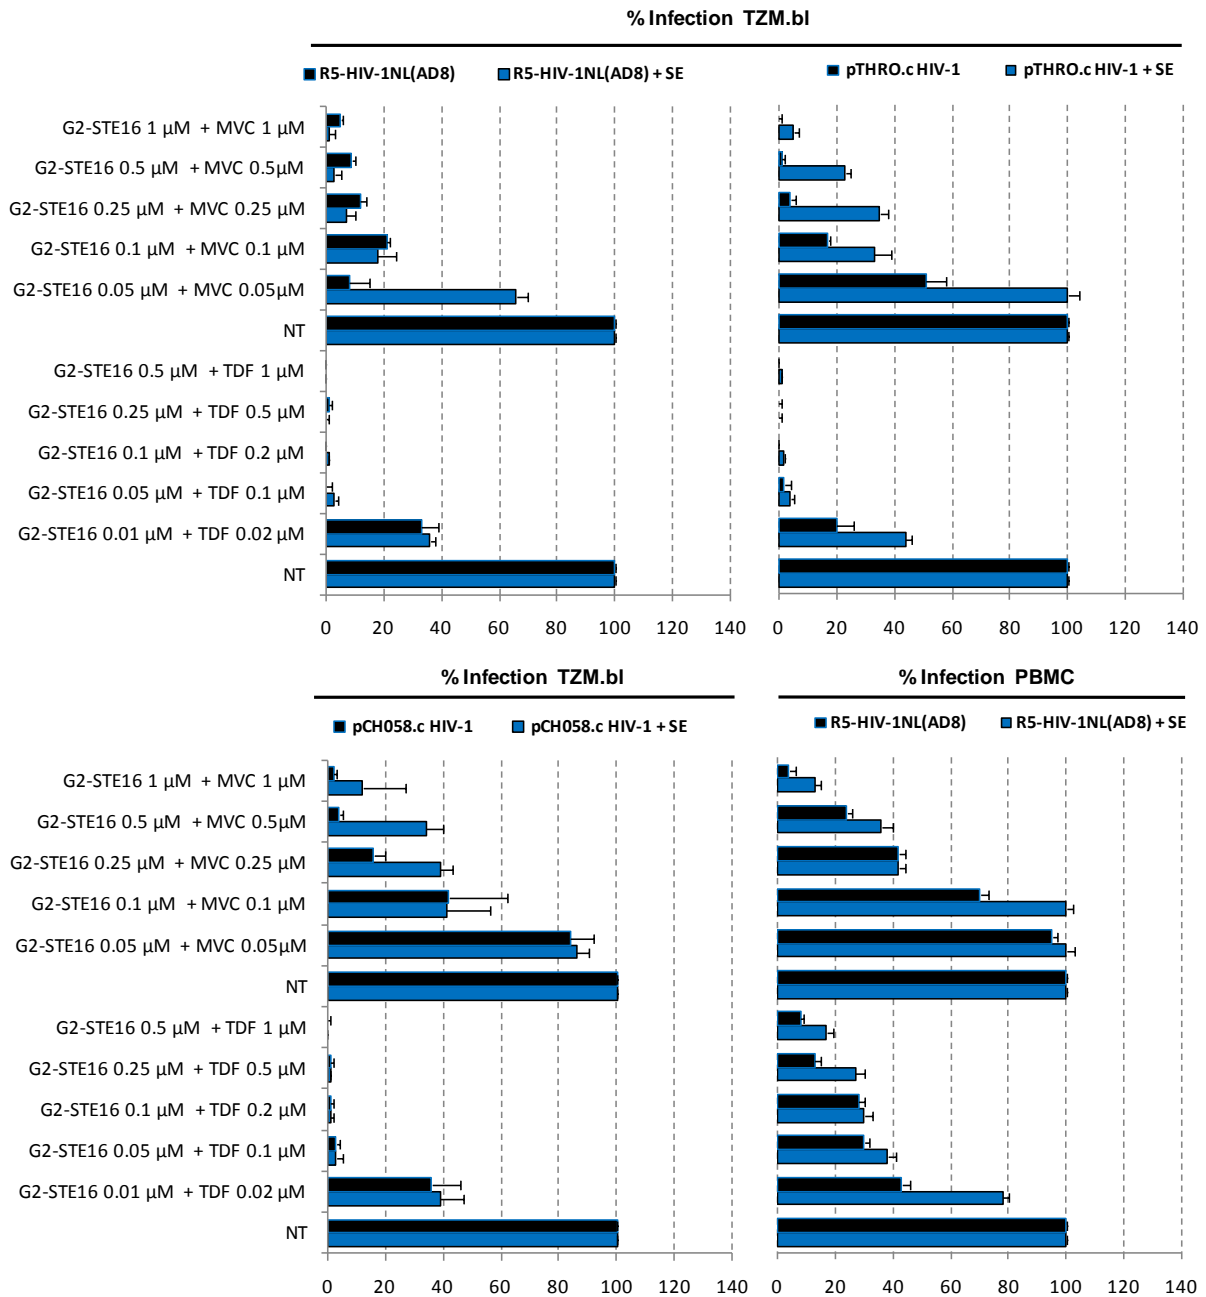 % Infection TZM.bl
R5-HIV-1NL(AD8) R5-HIV-1NL(AD8) + SE pTHRO.c HIV-1 pTHRO.c HIV-1 + SE
G2-STE16 1 µM + MVC 1 µM
G2-STE16 0.5 µM + MVC 0.5µM
G2-STE16 0.25 µM + MVC 0.25 µM
G2-STE16 0.1 µM + MVC 0.1 µM
G2-STE16 0.05 µM + MVC 0.05µM
NT
G2-STE16 0.5 µM + TDF 1 µM
G2-STE16 0.25 µM + TDF 0.5 µM
G2-STE16 0.1 µM + TDF 0.2 µM
G2-STE16 0.05 µM + TDF 0.1 µM
G2-STE16 0.01 µM + TDF 0.02 µM
NT
0 20 40 60 80 100 120 140 0 20 40 60 80 100 120 140
% Infection TZM.bl % Infection PBMC
pCH058.c HIV-1 pCH058.c HIV-1 + SE R5-HIV-1NL(AD8) R5-HIV-1NL(AD8) + SE
G2-STE16 1 µM + MVC 1 µM
G2-STE16 0.5 µM + MVC 0.5µM
G2-STE16 0.25 µM + MVC 0.25 µM
G2-STE16 0.1 µM + MVC 0.1 µM
G2-STE16 0.05 µM + MVC 0.05µM
NT
G2-STE16 0.5 µM + TDF 1 µM
G2-STE16 0.25 µM + TDF 0.5 µM
G2-STE16 0.1 µM + TDF 0.2 µM
G2-STE16 0.05 µM + TDF 0.1 µM
G2-STE16 0.01 µM + TDF 0.02 µM
NT
0 20 40 60 80 100 120 140 0 20 40 60 80 100 120 140